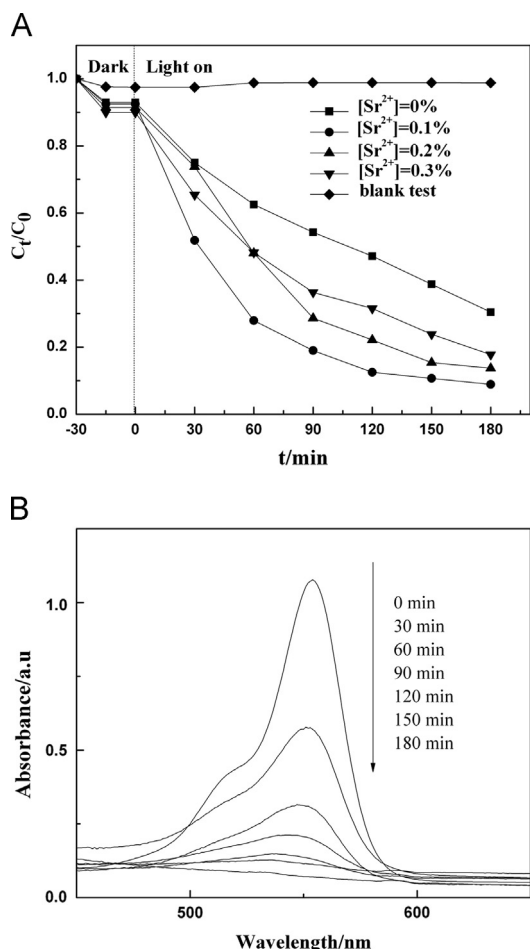 A
Dark Light on
[Sr²⁺]=0%
[Sr²⁺]=0.1%
[Sr²⁺]=0.2%
[Sr²⁺]=0.3%
blank test
1.0
0.8
0.6
0.4
0.2
0.0
Cₜ/C₀
-30 0 30 60 90 120 150 180
t/min
B
0 min
30 min
60 min
90 min
120 min
150 min
180 min
1.0
0.5
0.0
Absorbance/a.u
500 600
Wavelength/nm